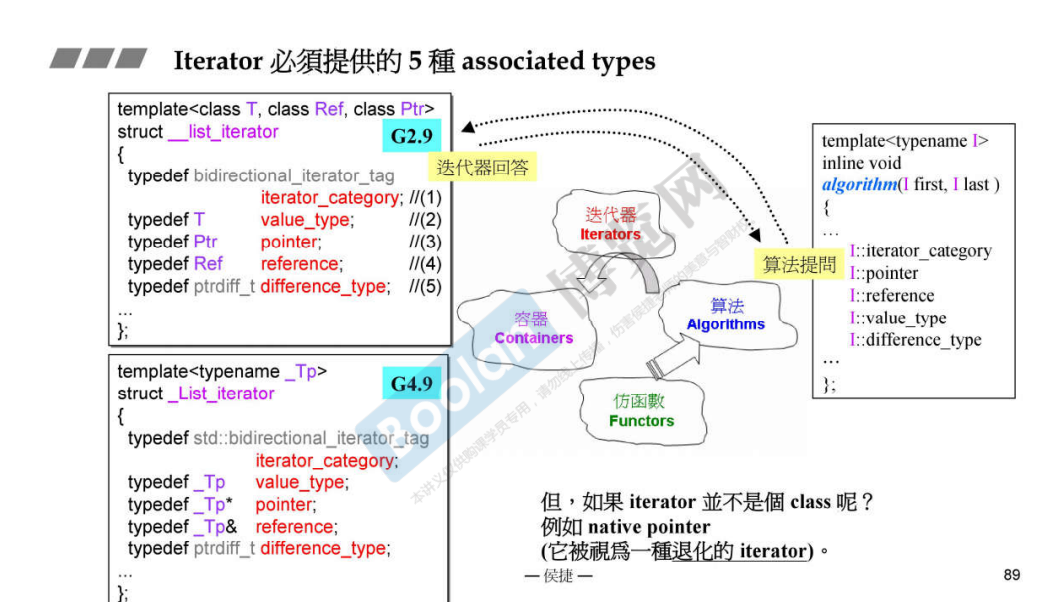 Iterator 必須提供的 5 種 associated types
template<class T, class Ref, class Ptr>
struct __list_iterator
G2.9
{
typedef bidirectional_iterator_tag
iterator_category; //(1)
typedef T value_type; //(2)
typedef Ptr pointer; //(3)
typedef Ref reference; //(4)
typedef ptrdiff_t difference_type; //(5)
...
};
template<typename _Tp>
struct _List_iterator
G4.9
{
typedef std::bidirectional_iterator_tag
iterator_category;
typedef _Tp value_type;
typedef _Tp* pointer;
typedef _Tp& reference;
typedef ptrdiff_t difference_type;
...
};
迭代器回答
迭代器
Iterators
容器
Containers
算法
Algorithms
仿函數
Functors
算法提問
template<typename I>
inline void
algorithm(I first, I last )
{
...
I::iterator_category
I::pointer
I::reference
I::value_type
I::difference_type
...
};
但，如果 iterator 並不是個 class 呢？
例如 native pointer
(它被視爲一種退化的 iterator)。
— 侯捷 —
89
Boolan 博览网